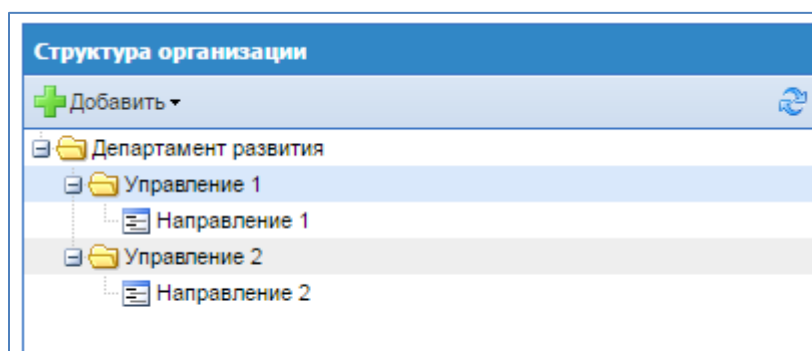 Структура организации
Добавить
Департамент развития
Управление 1
Направление 1
Управление 2
Направление 2